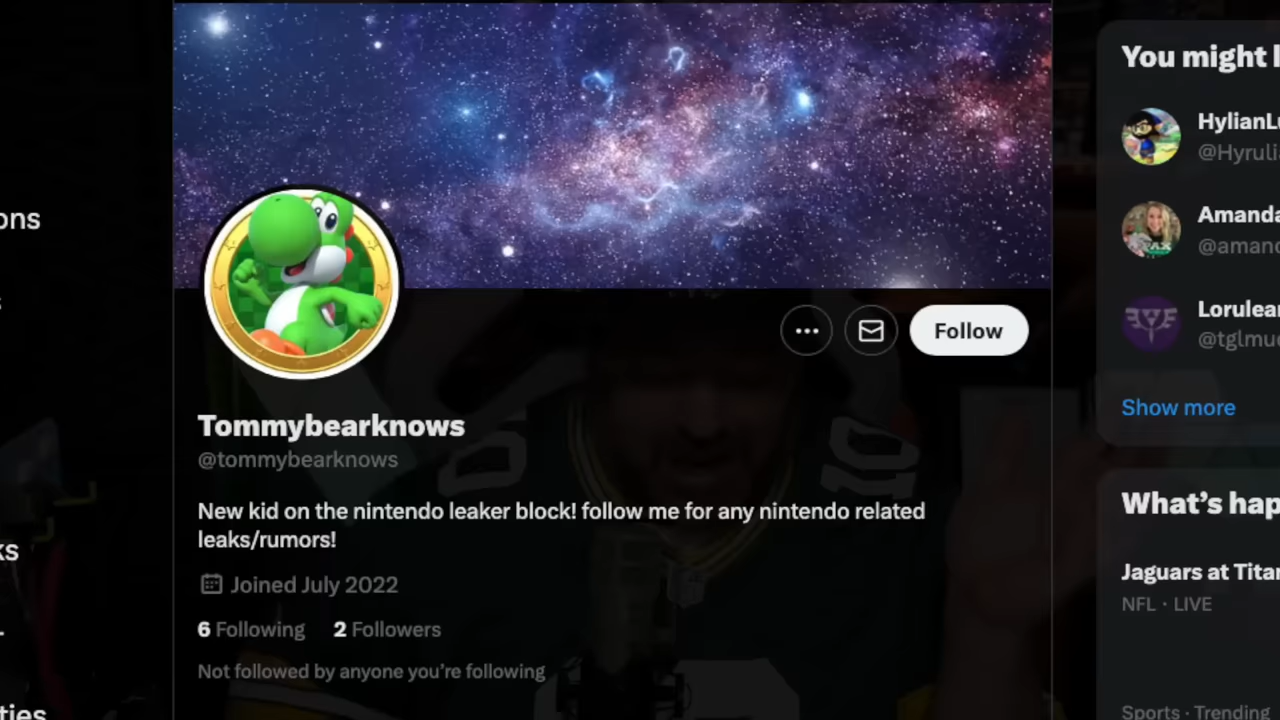 You might
ons
Follow
Tommybearknows
@tommybearknows
New kid on the nintendo leaker block! follow me for any nintendo related
leaks/rumors!
Joined July 2022
6 Following 2 Followers
Not followed by anyone you're following
@Hyruli
Amanda
@aman
Lorulea
@tglmu
Show more
What's hap
Jaguars at Tita
NFL · LIVE
Sports · Trending